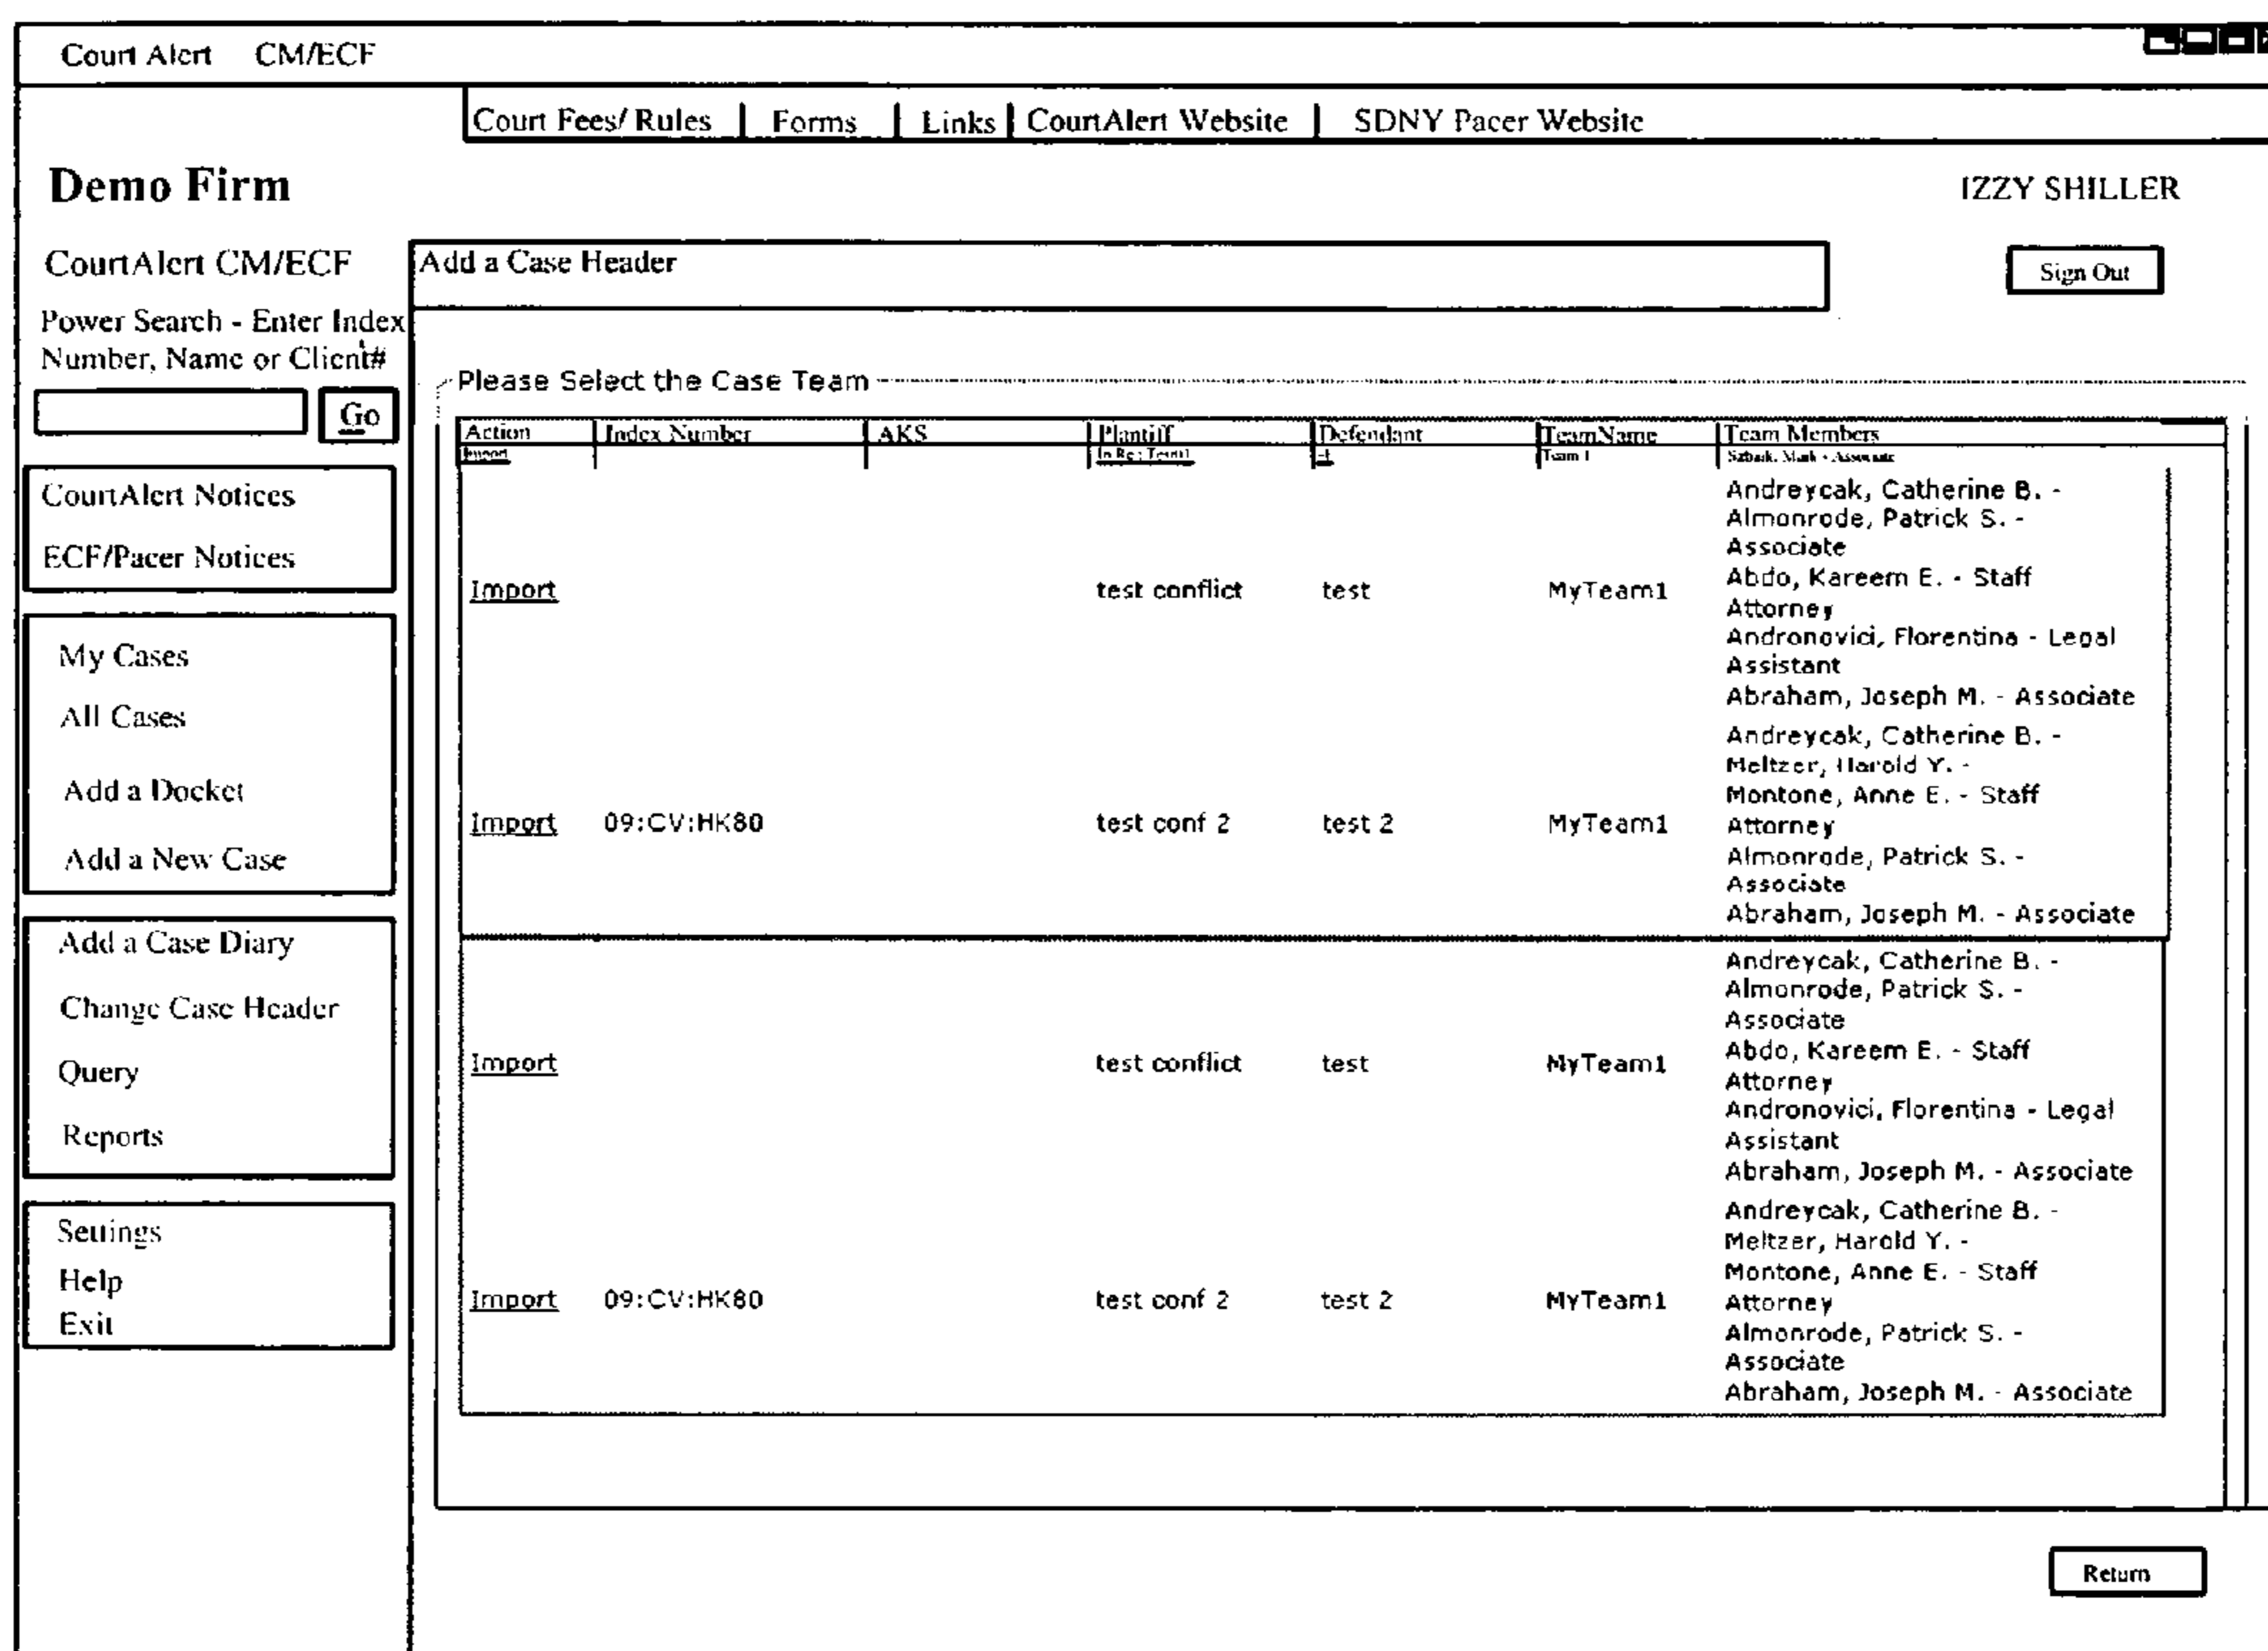 Court Alert CM/ECF
Court Fees/ Rules | Forms | Links | CourtAlert Website | SDNY Pacer Website
Demo Firm
IZZY SHILLER
CourtAlert CM/ECF
Add a Case Header
Sign Out
Power Search - Enter Index
Number, Name or Client#
Go
CourtAlert Notices
ECF/Pacer Notices
My Cases
All Cases
Add a Docket
Add a New Case
Add a Case Diary
Change Case Header
Query
Reports
Settings
Help
Exit
Please Select the Case Team
Action Index Number AKS Plantiff Defendant TeamName Team Members
Import In Re : Team 1 - Associate
Andreycak, Catherine B. -
Almonrode, Patrick S. -
Associate
Import test conflict test MyTeam1 Abdo, Kareem E. - Staff
Attorney
Andronovici, Florentina - Legal
Assistant
Abraham, Joseph M. - Associate
Andreycak, Catherine B. -
Meltzer, Harold Y. -
Montone, Anne E. - Staff
Import 09:CV:HK80 test conf 2 test 2 MyTeam1 Attorney
Almonrode, Patrick S. -
Associate
Abraham, Joseph M. - Associate
Andreycak, Catherine B. -
Almonrode, Patrick S. -
Associate
Import test conflict test MyTeam1 Abdo, Kareem E. - Staff
Attorney
Andronovici, Florentina - Legal
Assistant
Abraham, Joseph M. - Associate
Andreycak, Catherine B. -
Meltzer, Harold Y. -
Montone, Anne E. - Staff
Import 09:CV:HK80 test conf 2 test 2 MyTeam1 Attorney
Almonrode, Patrick S. -
Associate
Abraham, Joseph M. - Associate
Return